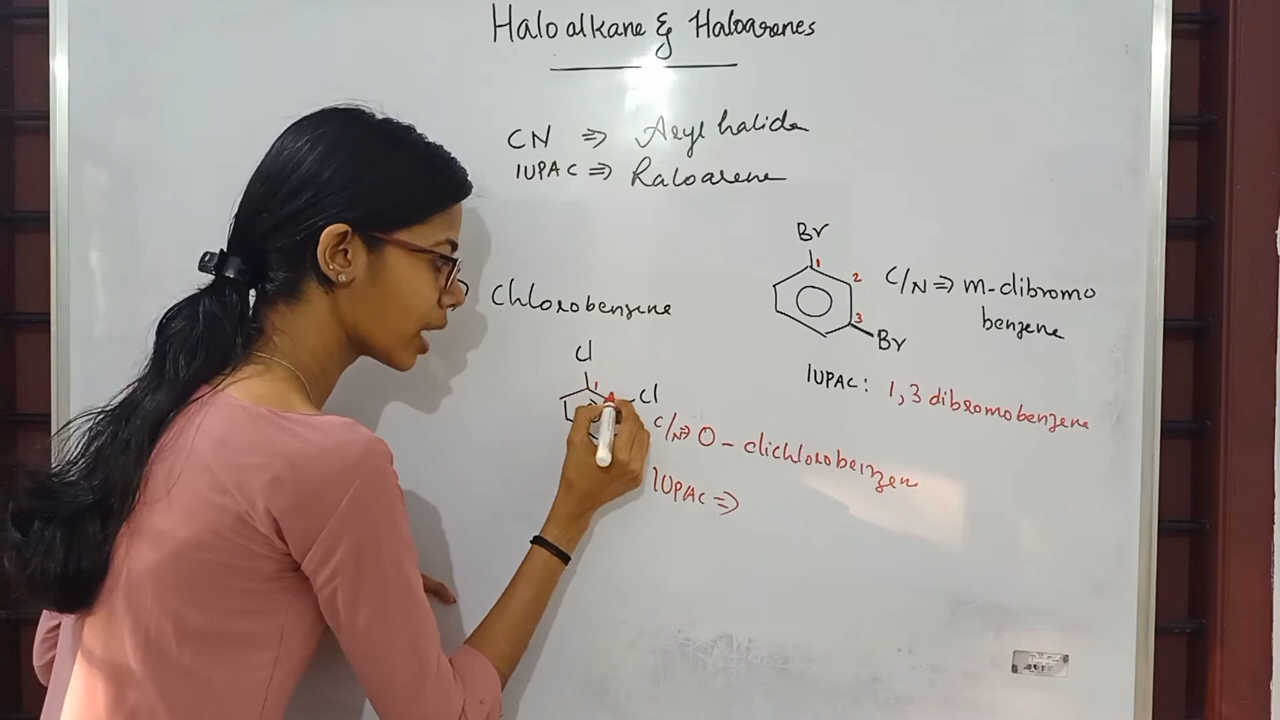 Haloalkane & Haloarenes
CN ⇒ Aryl halide
IUPAC ⇒ Haloarene
Chlorobenzene
Br
1
2
3
Br
C/N ⇒ m-dibromo
benzene
IUPAC: 1,3 dibromobenzene
Cl
1
Cl
C/N ⇒ O-dichlorobenzen
IUPAC ⇒